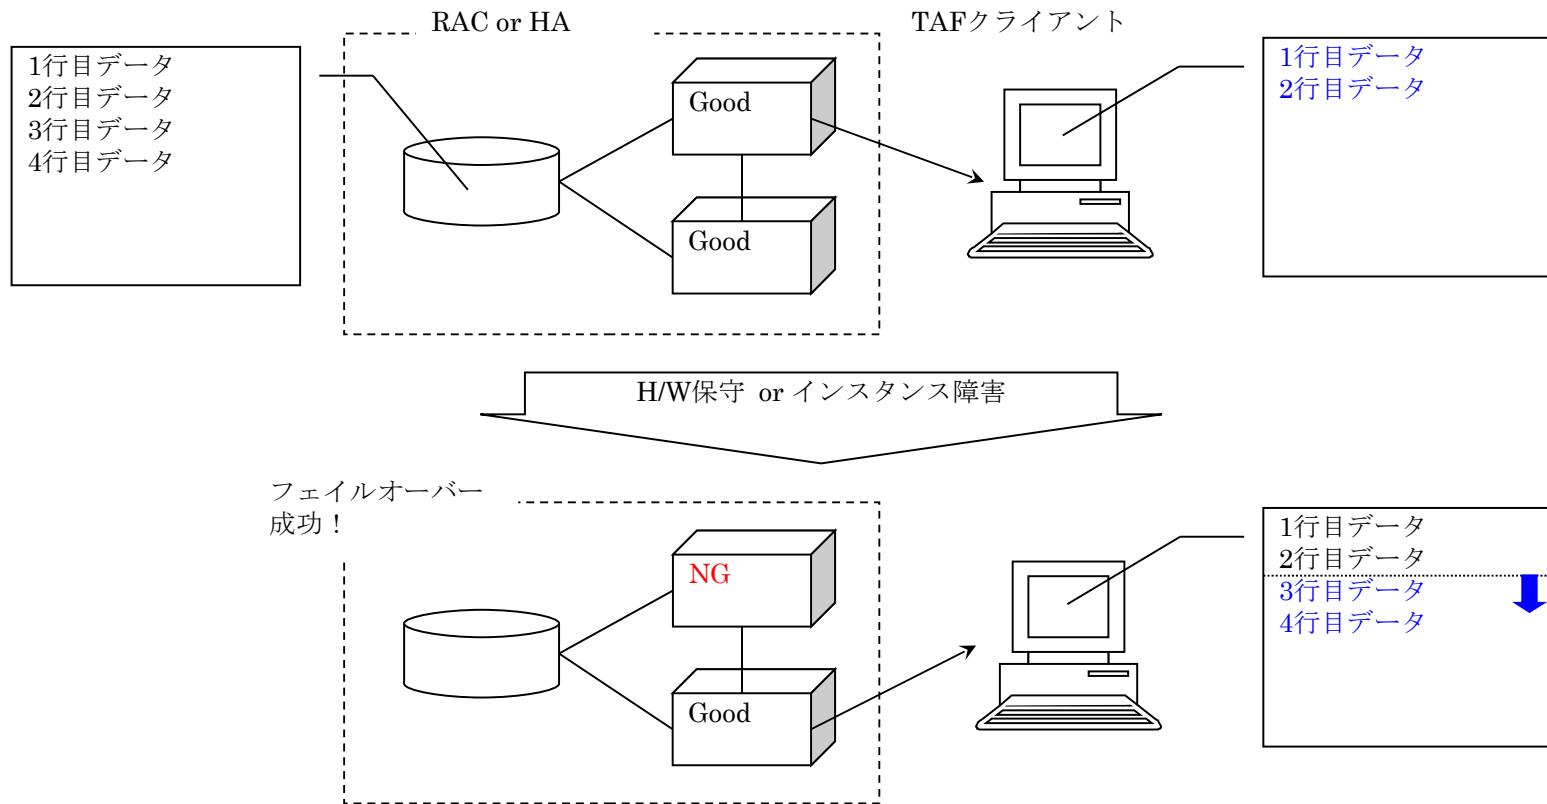 RAC or HA
TAFクライアント
1行目データ
2行目データ
3行目データ
4行目データ
Good
Good
1行目データ
2行目データ
H/W保守 or インスタンス障害
フェイルオーバー
成功！
NG
Good
1行目データ
2行目データ
3行目データ
4行目データ